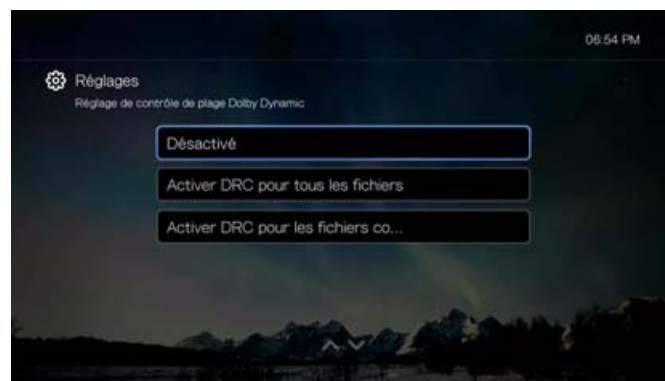 06:54 PM
Réglages
Réglage de contrôle de plage Dolby Dynamic
Désactivé
Activer DRC pour tous les fichiers
Activer DRC pour les fichiers co...